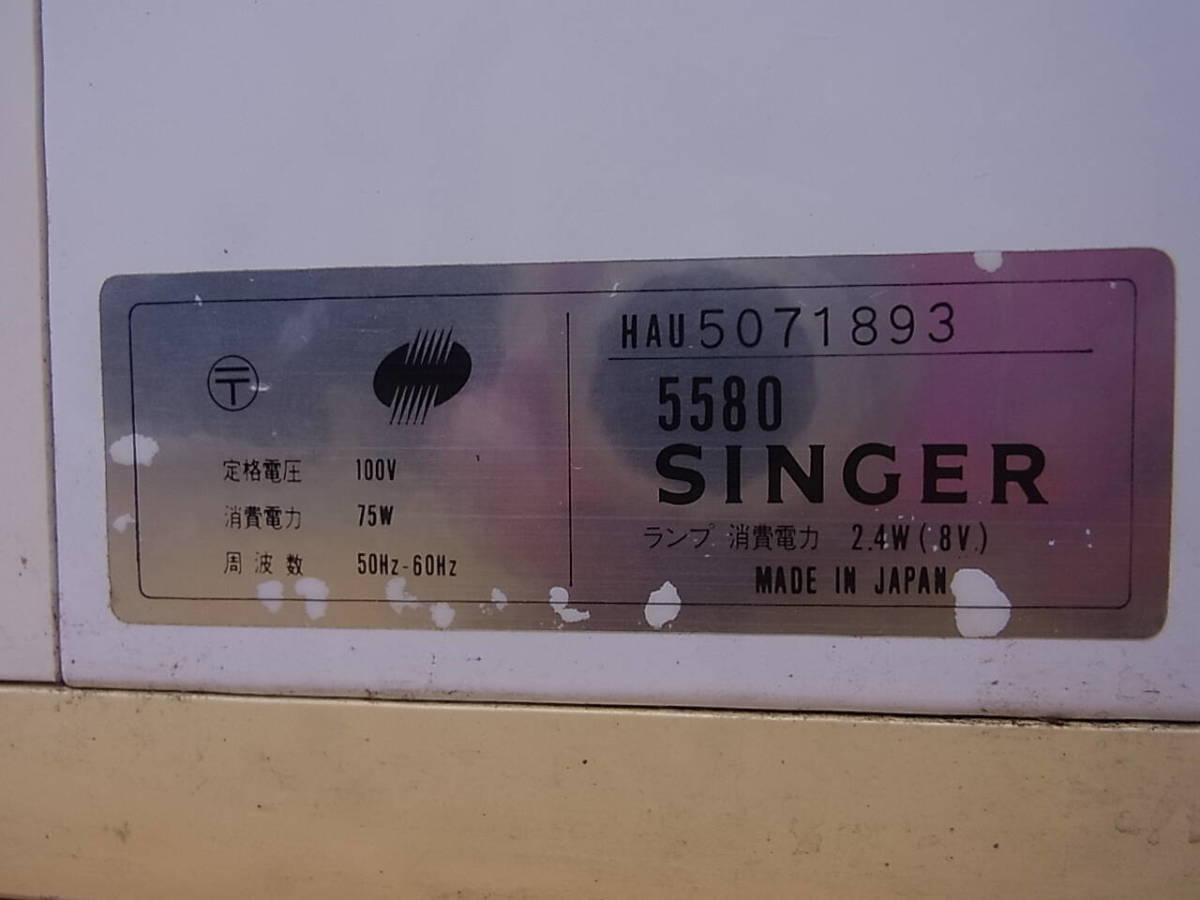 〒
定格電圧 100V
消費電力 75W
周波数 50Hz-60Hz
HAU5071893
5580
SINGER
ランプ 消費電力 2.4W(8V)
MADE IN JAPAN